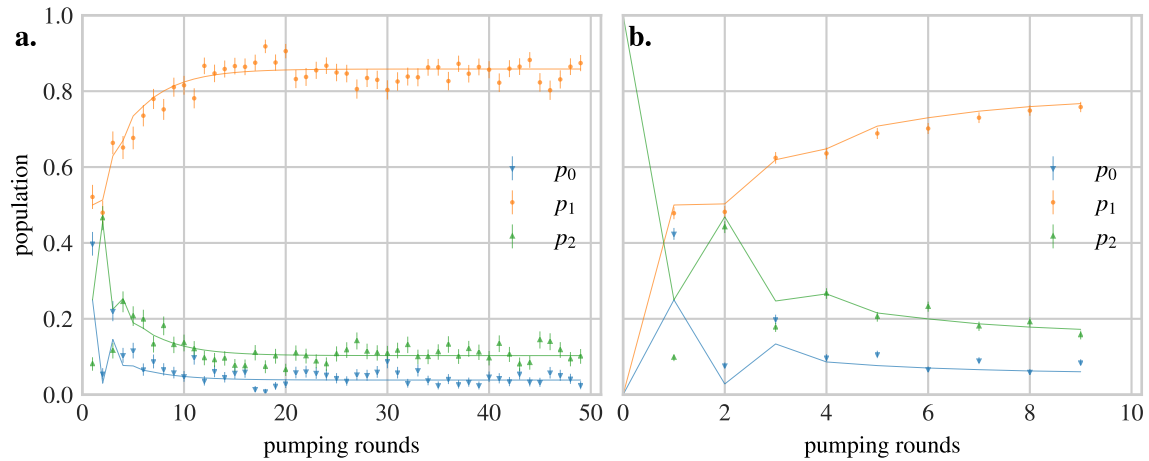 a.
population
1.0
0.8
0.6
0.4
0.2
0.0
p0
p1
p2
0 10 20 30 40 50
pumping rounds
b.
p0
p1
p2
0 2 4 6 8 10
pumping rounds